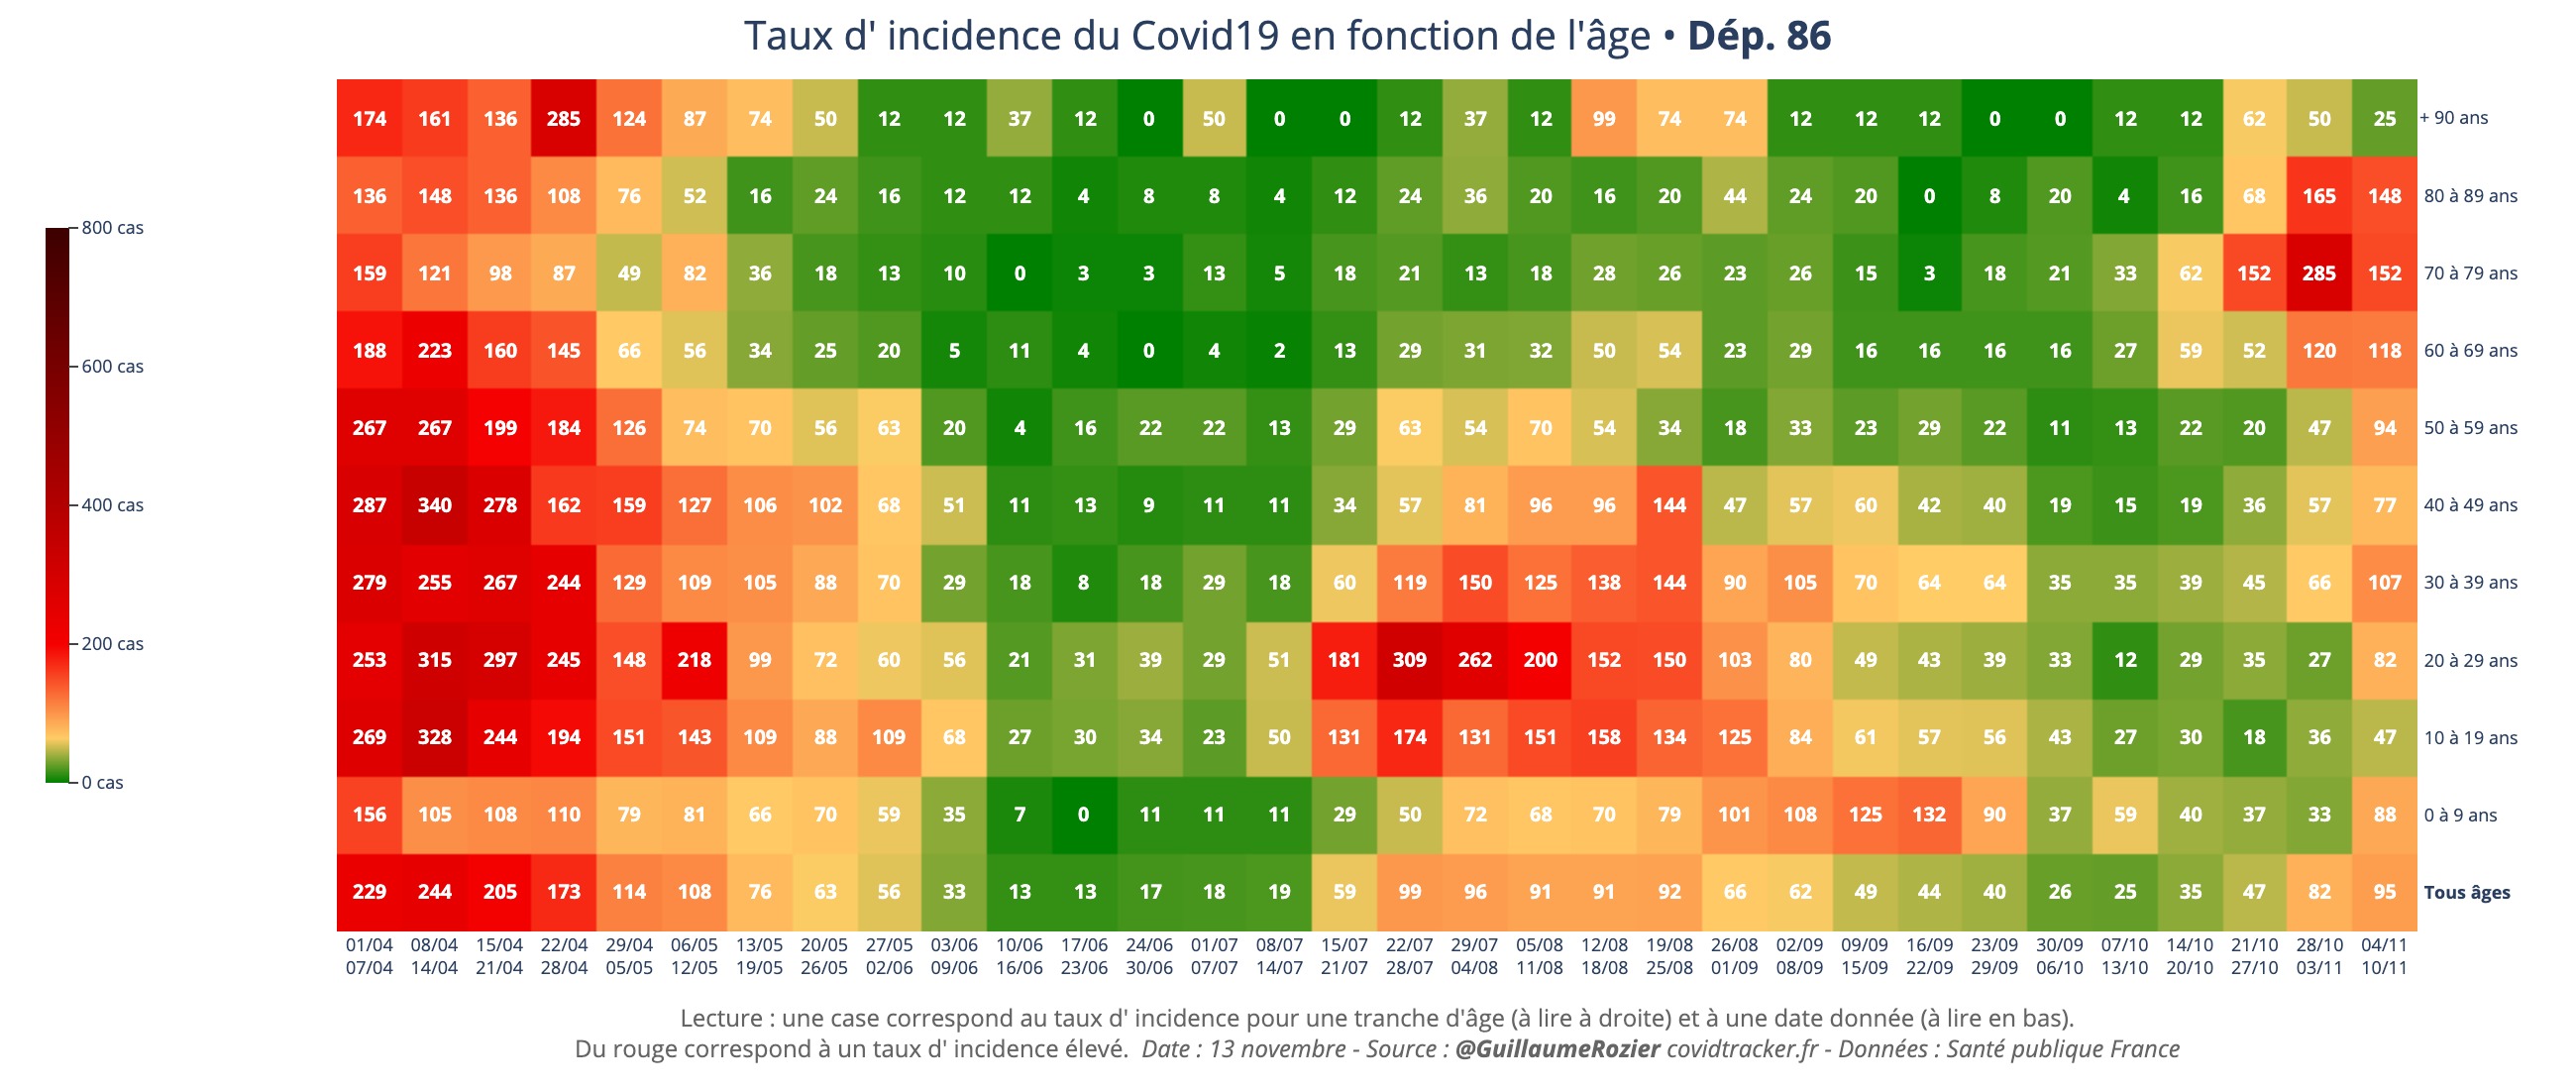 Taux d' incidence du Covid19 en fonction de l'âge • Dép. 86
174 161 136 285 124 87 74 50 12 12 37 12 0 50 0 0 12 37 12 99 74 74 12 12 12 0 0 12 12 62 50 25 + 90 ans
136 148 136 108 76 52 16 24 16 12 12 4 8 8 4 12 24 36 20 16 20 44 24 20 0 8 20 4 16 68 165 148 80 à 89 ans
800 cas
159 121 98 87 49 82 36 18 13 10 0 3 3 13 5 18 21 13 18 28 26 23 26 15 3 18 21 33 62 152 285 152 70 à 79 ans
188 223 160 145 66 56 34 25 20 5 11 4 0 4 2 13 29 31 32 50 54 23 29 16 16 16 16 27 59 52 120 118 60 à 69 ans
600 cas
267 267 199 184 126 74 70 56 63 20 4 16 22 22 13 29 63 54 70 54 34 18 33 23 29 22 11 13 22 20 47 94 50 à 59 ans
400 cas
287 340 278 162 159 127 106 102 68 51 11 13 9 11 11 34 57 81 96 96 144 47 57 60 42 40 19 15 19 36 57 77 40 à 49 ans
279 255 267 244 129 109 105 88 70 29 18 8 18 29 18 60 119 150 125 138 144 90 105 70 64 64 35 35 39 45 66 107 30 à 39 ans
200 cas
253 315 297 245 148 218 99 72 60 56 21 31 39 29 51 181 309 262 200 152 150 103 80 49 43 39 33 12 29 35 27 82 20 à 29 ans
269 328 244 194 151 143 109 88 109 68 27 30 34 23 50 131 174 131 151 158 134 125 84 61 57 56 43 27 30 18 36 47 10 à 19 ans
0 cas
156 105 108 110 79 81 66 70 59 35 7 0 11 11 11 29 50 72 68 70 79 101 108 125 132 90 37 59 40 37 33 88 0 à 9 ans
229 244 205 173 114 108 76 63 56 33 13 13 17 18 19 59 99 96 91 91 92 66 62 49 44 40 26 25 35 47 82 95 Tous âges
01/04 08/04 15/04 22/04 29/04 06/05 13/05 20/05 27/05 03/06 10/06 17/06 24/06 01/07 08/07 15/07 22/07 29/07 05/08 12/08 19/08 26/08 02/09 09/09 16/09 23/09 30/09 07/10 14/10 21/10 28/10 04/11
07/04 14/04 21/04 28/04 05/05 12/05 19/05 26/05 02/06 09/06 16/06 23/06 30/06 07/07 14/07 21/07 28/07 04/08 11/08 18/08 25/08 01/09 08/09 15/09 22/09 29/09 06/10 13/10 20/10 27/10 03/11 10/11
Lecture : une case correspond au taux d' incidence pour une tranche d'âge (à lire à droite) et à une date donnée (à lire en bas).
Du rouge correspond à un taux d' incidence élevé. Date : 13 novembre - Source : @GuillaumeRozier covidtracker.fr - Données : Santé publique France